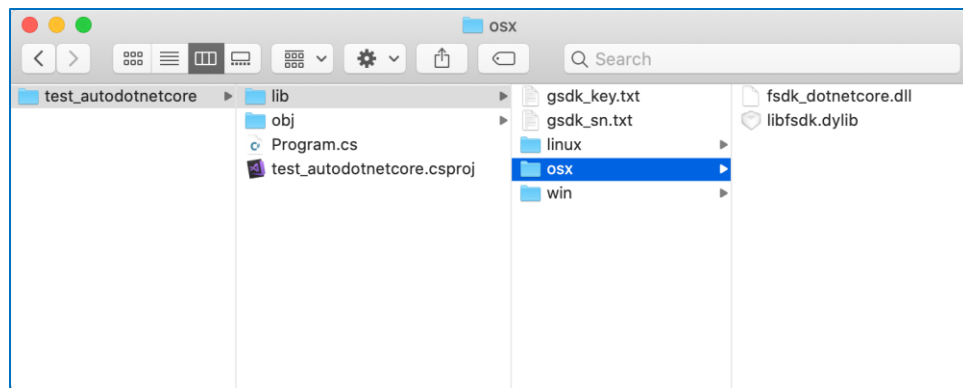 osx
Search
test_autodotnetcore
lib
obj
Program.cs
test_autodotnetcore.csproj
gsdk_key.txt
gsdk_sn.txt
linux
osx
win
fsdk_dotnetcore.dll
libfsdk.dylib